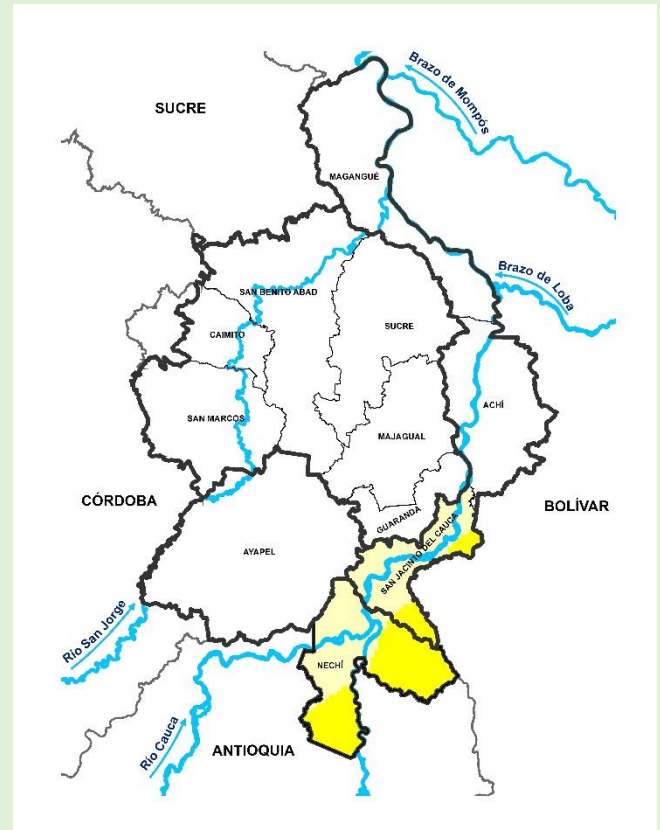 Brazo de Mompós
SUCRE
MAGANGUÉ
Brazo de Loba
SAN BENITO ABAD
SUCRE
CAIMITO
ACHÍ
SAN MARCOS
MAJAGUAL
CÓRDOBA
BOLÍVAR
GUARANDA
AYAPEL
SAN JACINTO DEL CAUCA
Río San Jorge
NECHÍ
Río Cauca
ANTIOQUIA